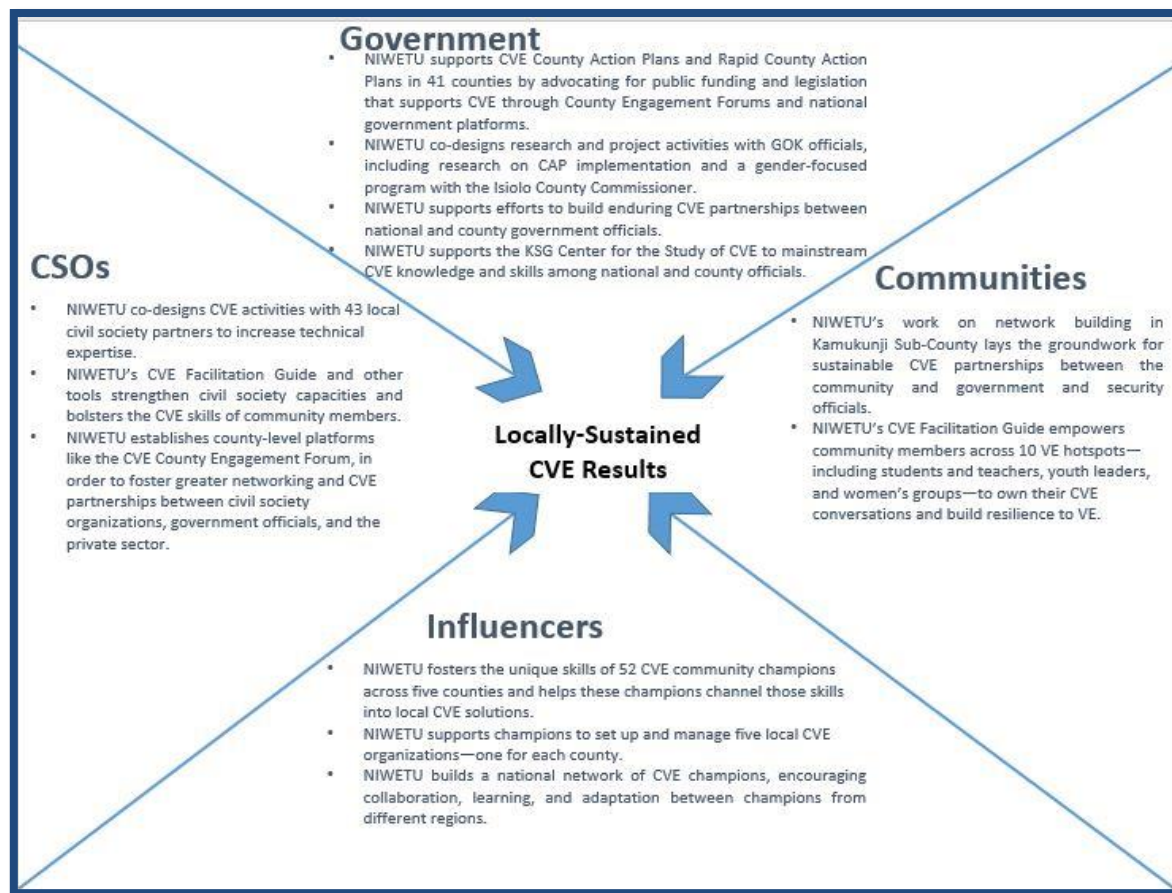 Government
• NIWETU supports CVE County Action Plans and Rapid County Action
Plans in 41 counties by advocating for public funding and legislation
that supports CVE through County Engagement Forums and national
government platforms.
• NIWETU co-designs research and project activities with GOK officials,
including research on CAP implementation and a gender-focused
program with the Isiolo County Commissioner.
• NIWETU supports efforts to build enduring CVE partnerships between
national and county government officials.
• NIWETU supports the KSG Center for the Study of CVE to mainstream
CVE knowledge and skills among national and county officials.
CSOs
• NIWETU co-designs CVE activities with 43 local
civil society partners to increase technical
expertise.
• NIWETU's CVE Facilitation Guide and other
tools strengthen civil society capacities and
bolsters the CVE skills of community members.
• NIWETU establishes county-level platforms
like the CVE County Engagement Forum, in
order to foster greater networking and CVE
partnerships between civil society
organizations, government officials, and the
private sector.
Communities
• NIWETU's work on network building in
Kamukunji Sub-County lays the groundwork for
sustainable CVE partnerships between the
community and government and security
officials.
• NIWETU's CVE Facilitation Guide empowers
community members across 10 VE hotspots—
including students and teachers, youth leaders,
and women's groups—to own their CVE
conversations and build resilience to VE.
Locally-Sustained
CVE Results
Influencers
• NIWETU fosters the unique skills of 52 CVE community champions
across five counties and helps these champions channel those skills
into local CVE solutions.
• NIWETU supports champions to set up and manage five local CVE
organizations—one for each county.
• NIWETU builds a national network of CVE champions, encouraging
collaboration, learning, and adaptation between champions from
different regions.